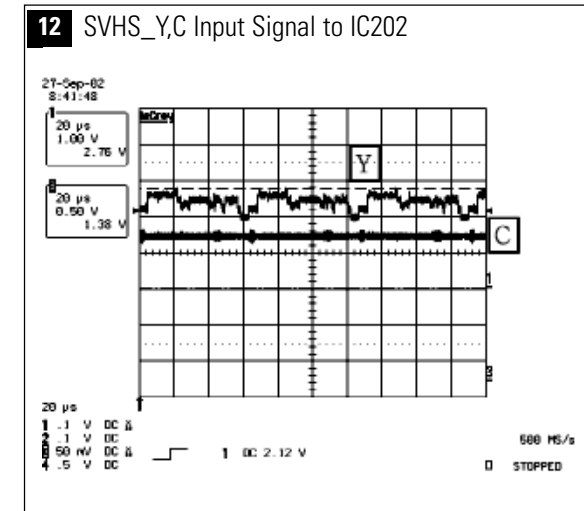 12 SVHS_Y,C Input Signal to IC202
27-Sep-02
8:41:48
1
20 µs
1.00 V
2.76 V
LeCroy
Y
20 µs
0.50 V
1.38 V
C
1
3
20 µs
1 .1 V DC
2 .1 V DC
50 mV DC
4 .5 V DC
1 DC 2.12 V
500 MS/s
STOPPED